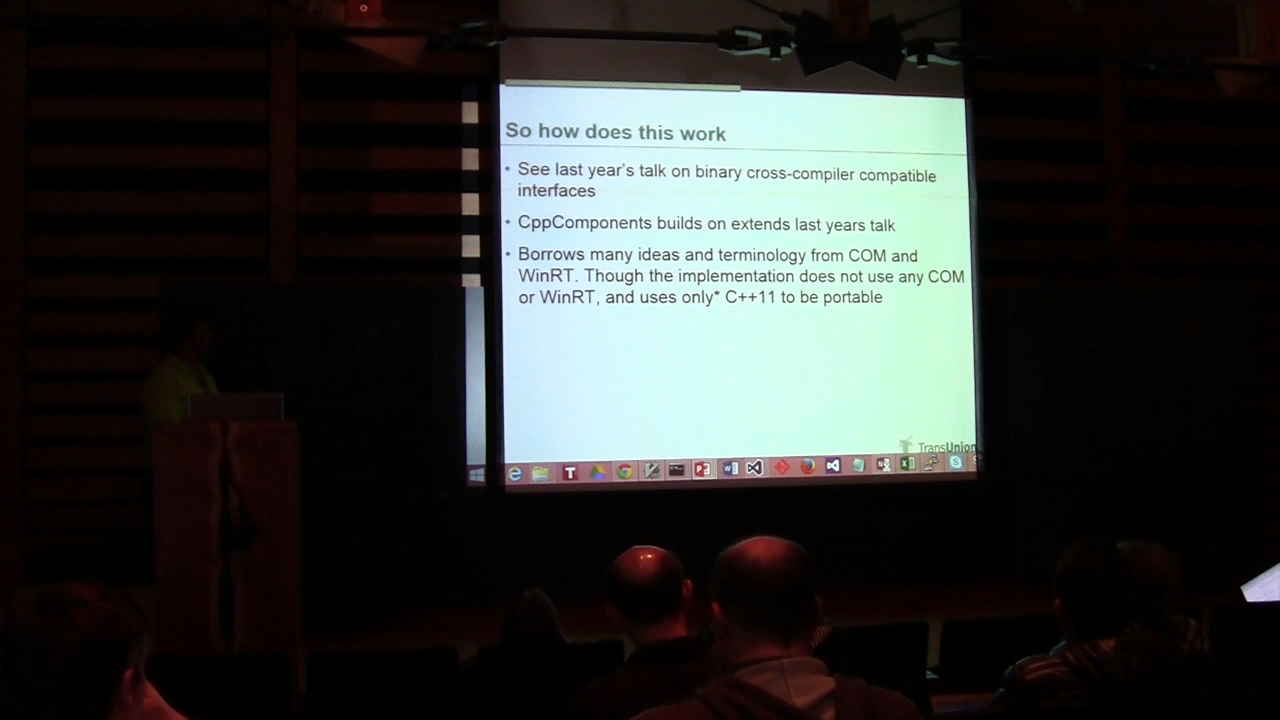 So how does this work
• See last year's talk on binary cross-compiler compatible
interfaces
• CppComponents builds on extends last years talk
• Borrows many ideas and terminology from COM and
WinRT. Though the implementation does not use any COM
or WinRT, and uses only* C++11 to be portable
TransUnion